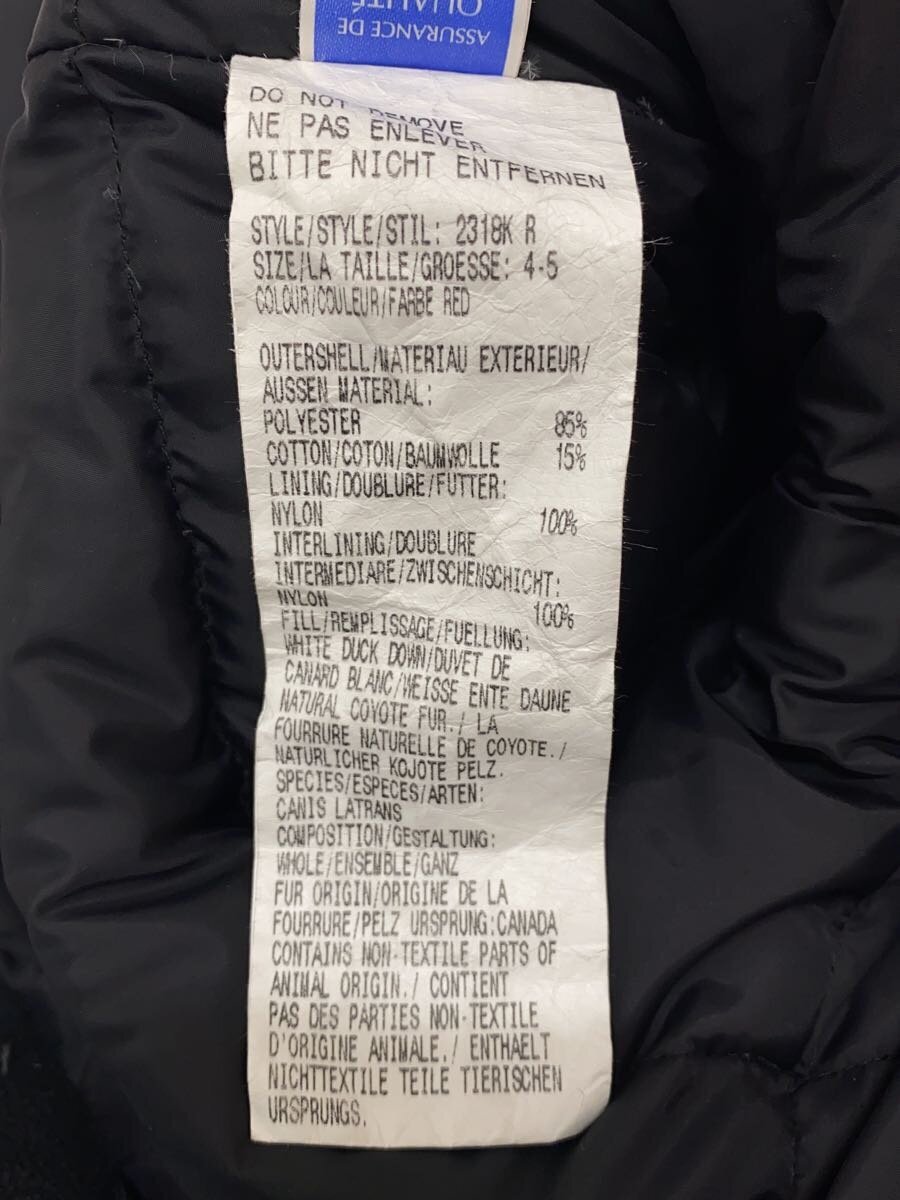 ASSURANCE DE
QUALITÉ
DO NOT REMOVE
NE PAS ENLEVER
BITTE NICHT ENTFERNEN
STYLE/STYLE/STIL: 2318K R
SIZE/LA TAILLE/GROESSE: 4-5
COLOUR/COULEUR/FARBE RED
OUTERSHELL/MATERIAU EXTERIEUR/
AUSSEN MATERIAL:
POLYESTER 85%
COTTON/COTON/BAUMWOLLE 15%
LINING/DOUBLURE/FUTTER:
NYLON 100%
INTERLINING/DOUBLURE
INTERMEDIARE/ZWISCHENSCHICHT:
NYLON 100%
FILL/REMPLISSAGE/FUELLUNG:
WHITE DUCK DOWN/DUVET DE
CANARD BLANC/WEISSE ENTE DAUNE
NATURAL COYOTE FUR./ LA
FOURRURE NATURELLE DE COYOTE./
NATURLICHER KOJOTE PELZ.
SPECIES/ESPECES/ARTEN:
CANIS LATRANS
COMPOSITION/GESTALTUNG:
WHOLE/ENSEMBLE/GANZ
FUR ORIGIN/ORIGINE DE LA
FOURRURE/PELZ URSPRUNG:CANADA
CONTAINS NON-TEXTILE PARTS OF
ANIMAL ORIGIN./ CONTIENT
PAS DES PARTIES NON-TEXTILE
D'ORIGINE ANIMALE./ ENTHAELT
NICHTTEXTILE TEILE TIERISCHEN
URSPRUNGS.